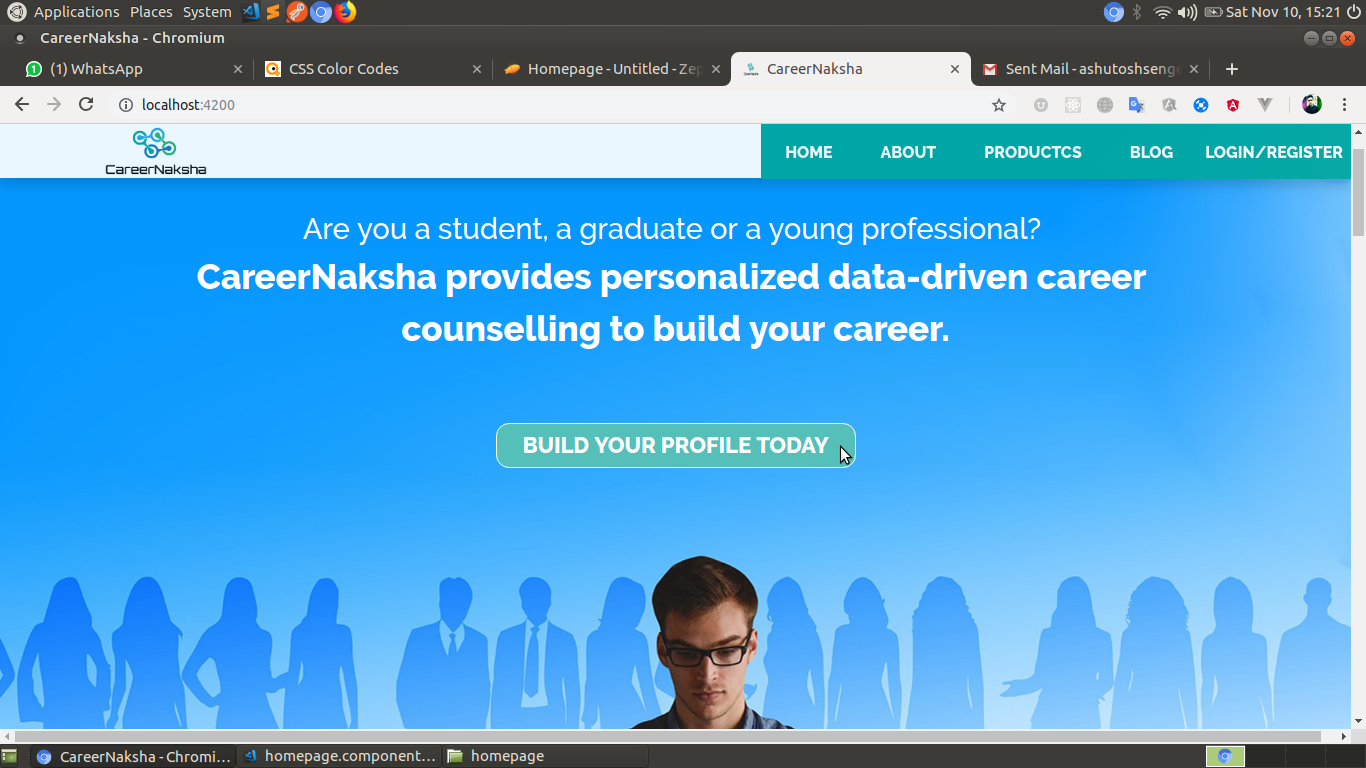 Applications Places System
Sat Nov 10, 15:21
CareerNaksha - Chromium
(1) WhatsApp
CSS Color Codes
Homepage - Untitled - Zep
CareerNaksha
Sent Mail - ashutoshseng
localhost:4200
CareerNaksha
HOME
ABOUT
PRODUCTCS
BLOG
LOGIN/REGISTER
Are you a student, a graduate or a young professional?
CareerNaksha provides personalized data-driven career
counselling to build your career.
BUILD YOUR PROFILE TODAY
CareerNaksha - Chromi...
homepage.component...
homepage